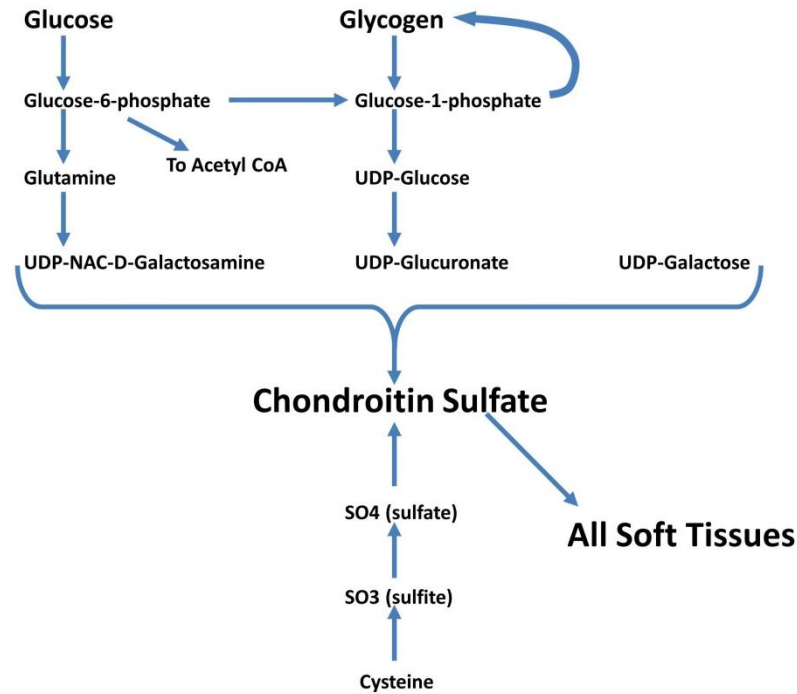 Glucose
Glycogen
Glucose-6-phosphate
Glucose-1-phosphate
To Acetyl CoA
Glutamine
UDP-Glucose
UDP-NAC-D-Galactosamine
UDP-Glucuronate
UDP-Galactose
Chondroitin Sulfate
SO4 (sulfate)
All Soft Tissues
SO3 (sulfite)
Cysteine